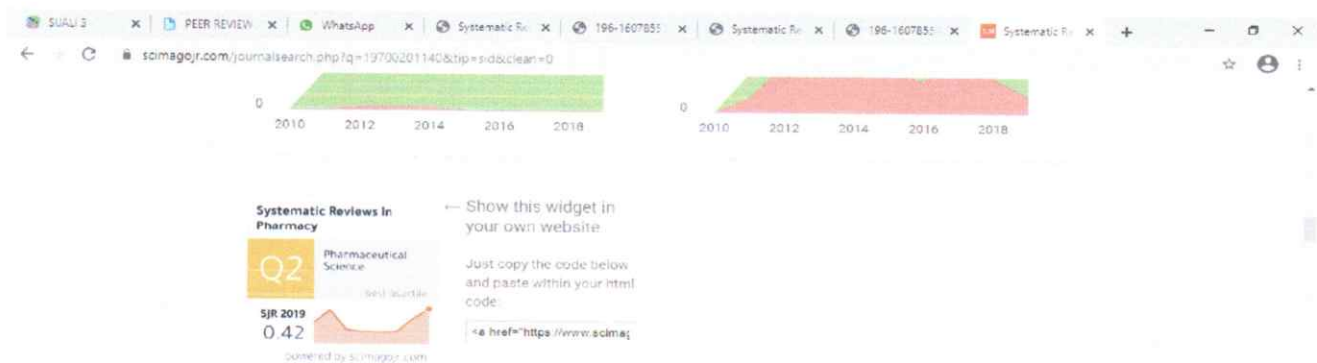 SUALI 3
PEER REVIEW
WhatsApp
Systematic Re
196-1607855
Systematic Re
196-1607855
Systematic Re
scimagojr.com/journalsearch.php?q=19700201140&tip=sid&clean=0
0
2010 2012 2014 2016 2018
0
2010 2012 2014 2016 2018
Systematic Reviews in
Pharmacy
Q2
Pharmaceutical
Science
best quartile
SJR 2019
0.42
powered by scimagojr.com
← Show this widget in
your own website
Just copy the code below
and paste within your html
code:
<a href="https://www.scimag